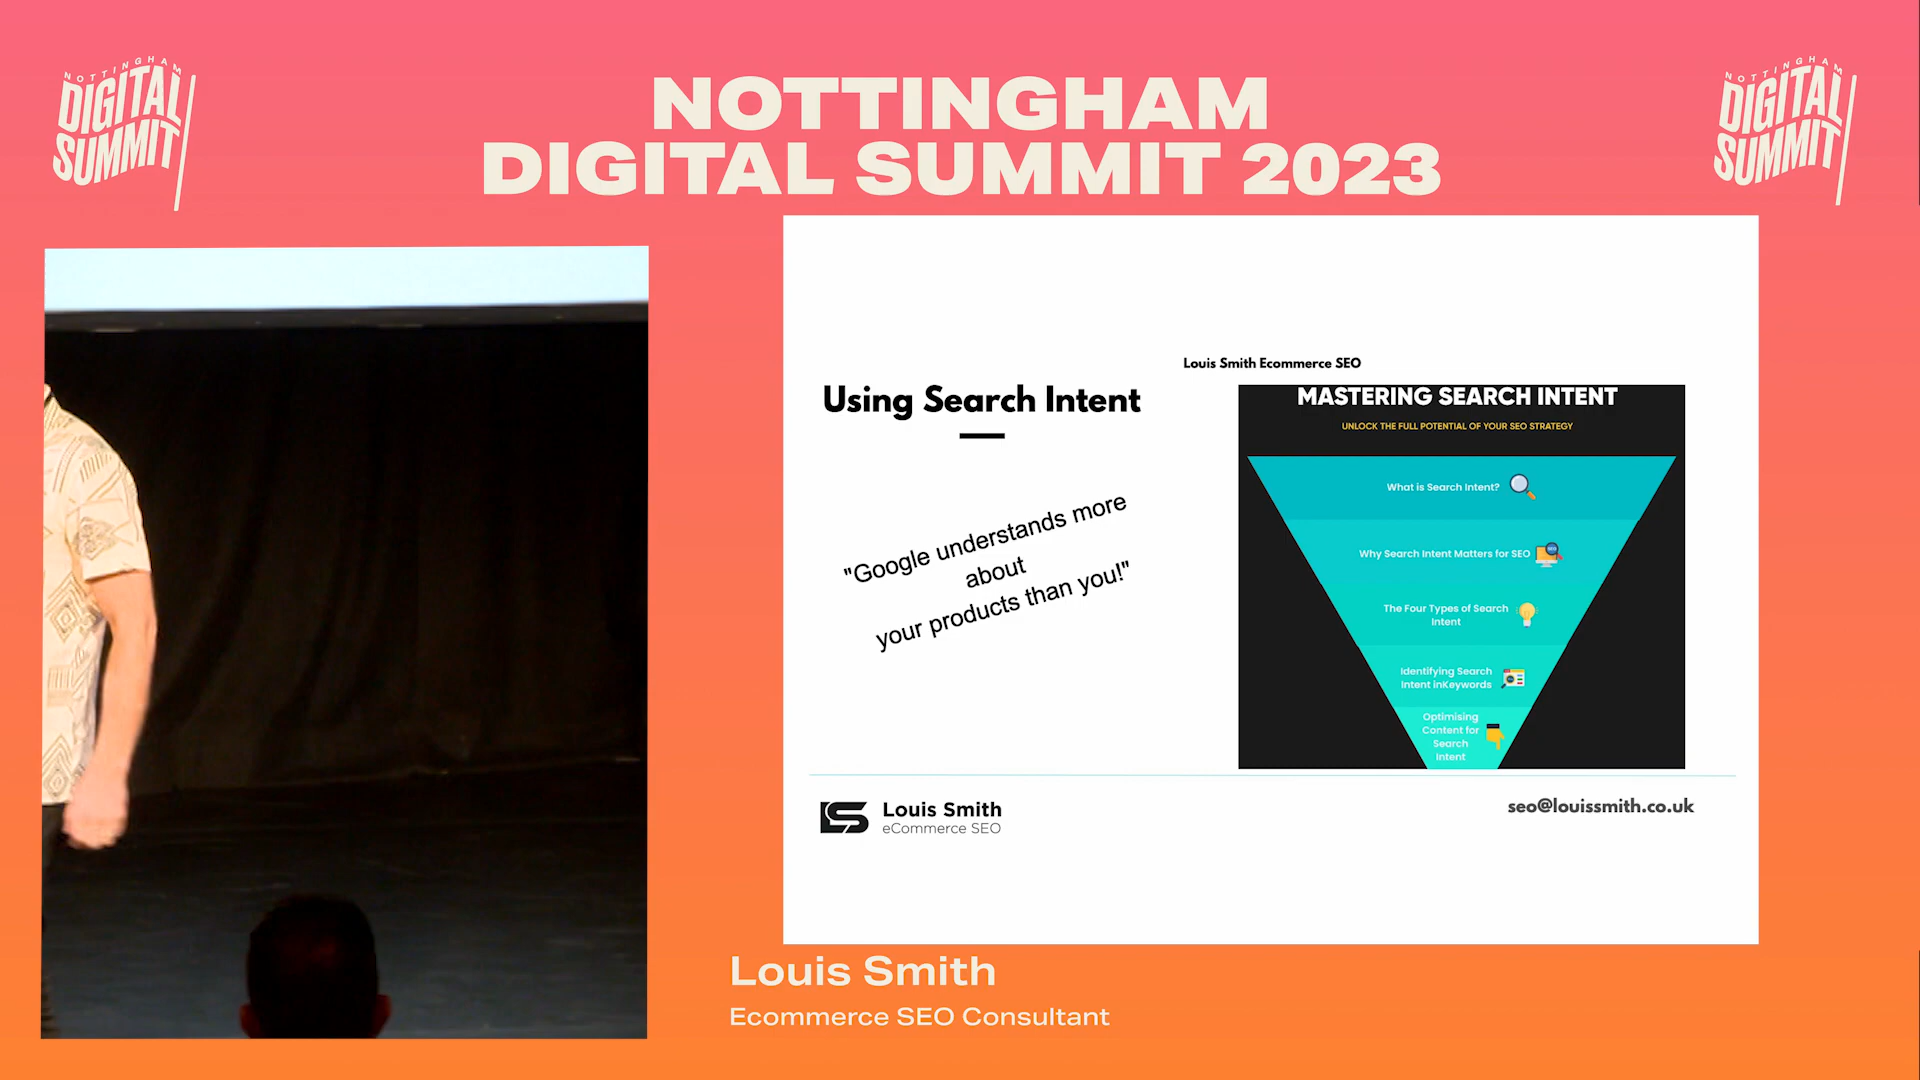 NOTTINGHAM
DIGITAL
SUMMIT
NOTTINGHAM
DIGITAL SUMMIT 2023
NOTTINGHAM
DIGITAL
SUMMIT
Louis Smith Ecommerce SEO
Using Search Intent
"Google understands more
about
your products than you!"
MASTERING SEARCH INTENT
UNLOCK THE FULL POTENTIAL OF YOUR SEO STRATEGY
What is Search Intent?
Why Search Intent Matters for SEO
The Four Types of Search
Intent
Identifying Search
Intent inKeywords
Optimising
Content for
Search
Intent
LS
Louis Smith
eCommerce SEO
seo@louissmith.co.uk
Louis Smith
Ecommerce SEO Consultant